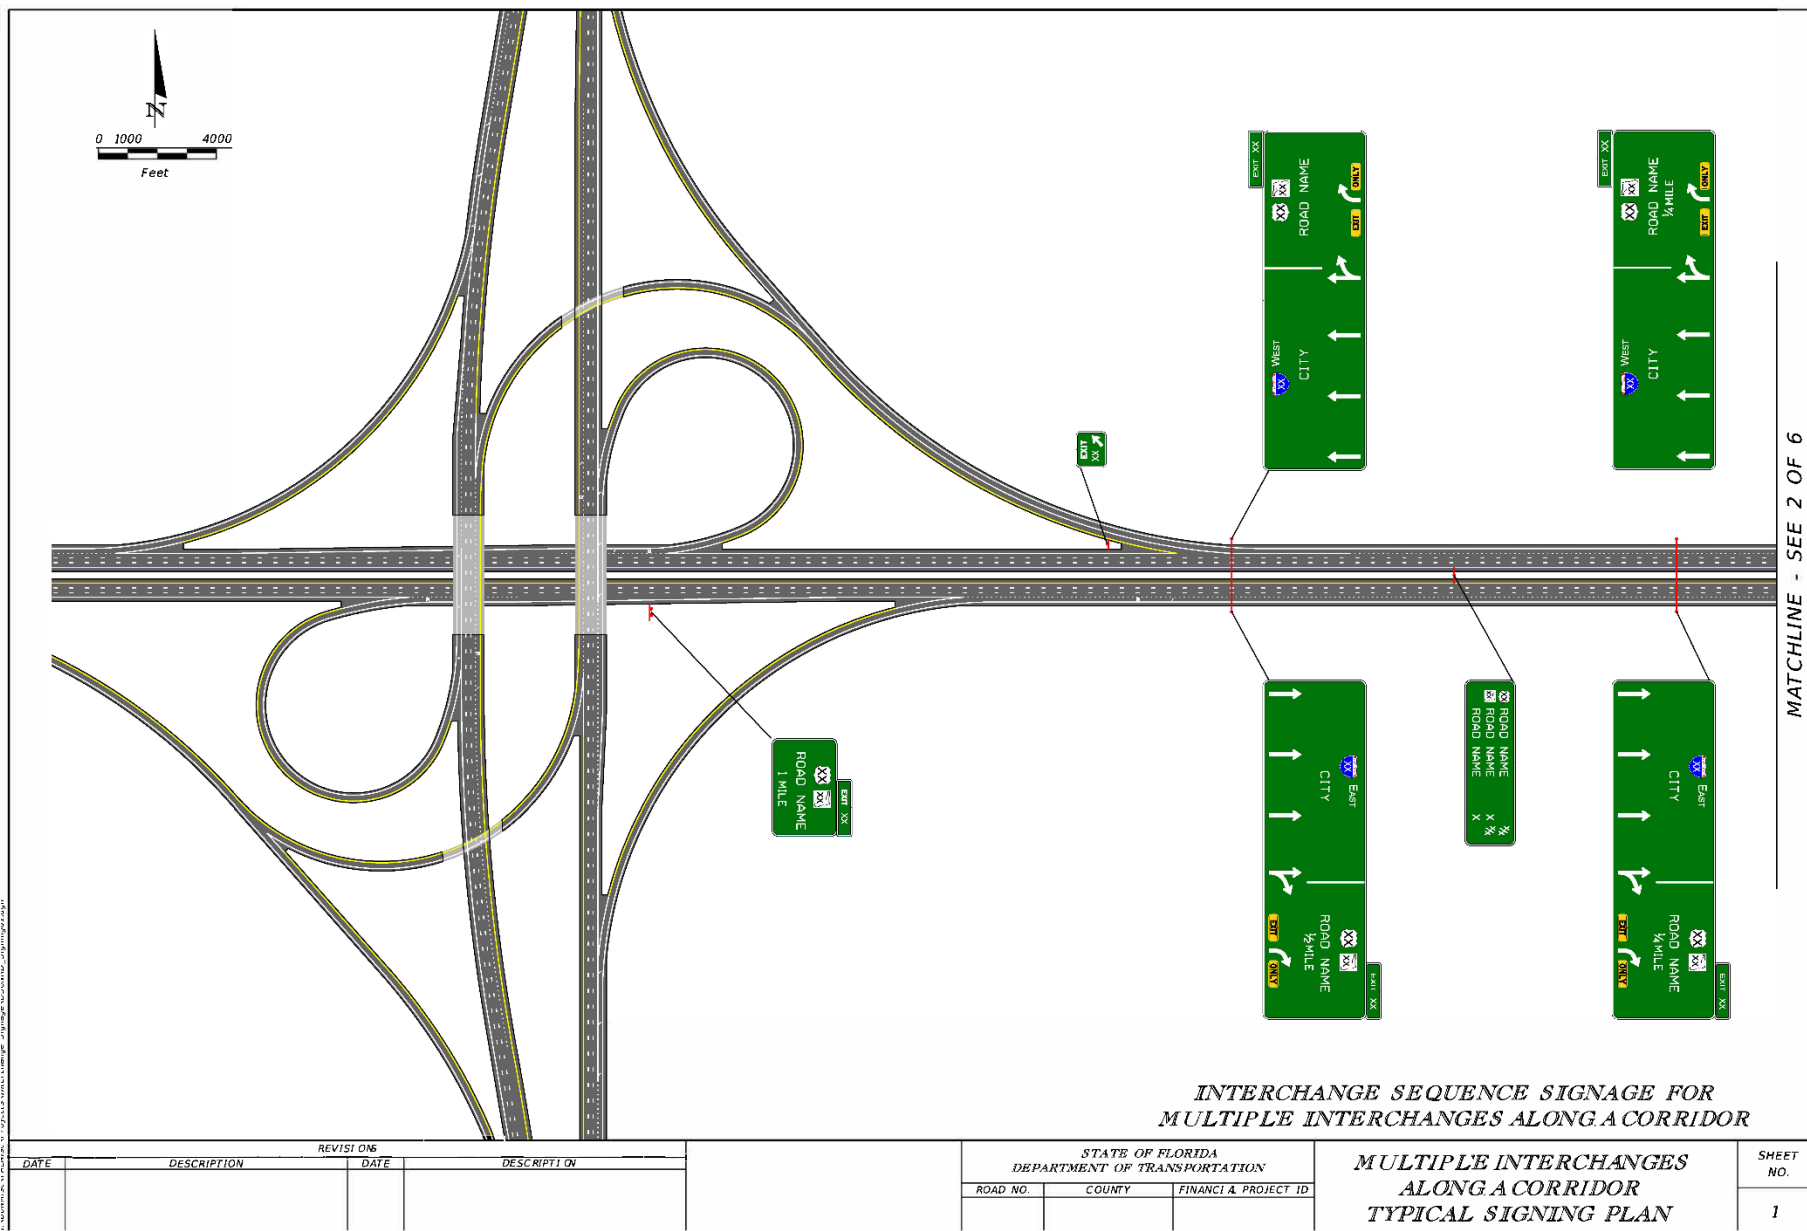 N
0 1000 4000
Feet
EXIT XX
XX XX
ROAD NAME
EXIT ONLY
WEST
XX
CITY
EXIT XX
XX XX
ROAD NAME
¼ MILE
EXIT ONLY
WEST
XX
CITY
EXIT
XX
MATCHLINE - SEE 2 OF 6
EXIT XX
XX XX
ROAD NAME
1 MILE
XX EAST
CITY
EXIT XX
XX XX
ROAD NAME
½ MILE
EXIT ONLY
XX ROAD NAME
XX ROAD NAME X
ROAD NAME X
XX EAST
CITY
EXIT XX
XX XX
ROAD NAME
¼ MILE
EXIT ONLY
INTERCHANGE SEQUENCE SIGNAGE FOR
MULTIPLE INTERCHANGES ALONG A CORRIDOR
REVISIONS
DATE DESCRIPTION DATE DESCRIPTION
STATE OF FLORIDA
DEPARTMENT OF TRANSPORTATION
ROAD NO. COUNTY FINANCIAL PROJECT ID
MULTIPLE INTERCHANGES
ALONG A CORRIDOR
TYPICAL SIGNING PLAN
SHEET
NO.
1